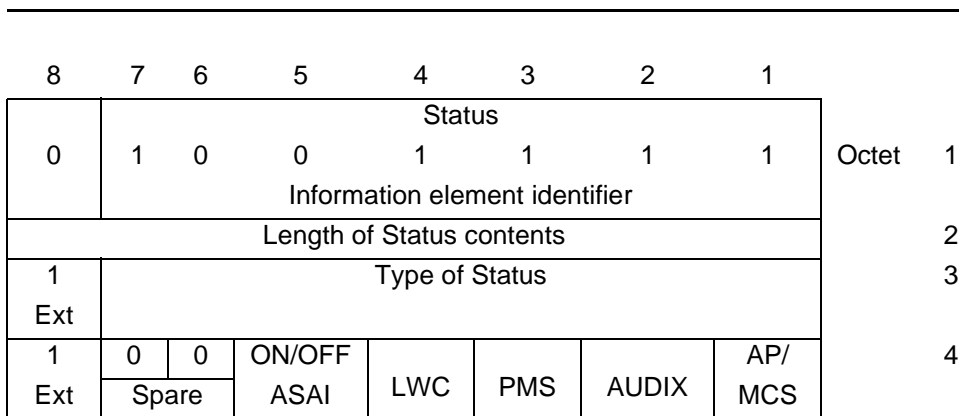 8 7 6 5 4 3 2 1
Status
0 1 0 0 1 1 1 1 Octet 1
Information element identifier
Length of Status contents 2
1 Type of Status 3
Ext
1 0 0 ON/OFF AP/ 4
LWC PMS AUDIX
Ext Spare ASAI MCS